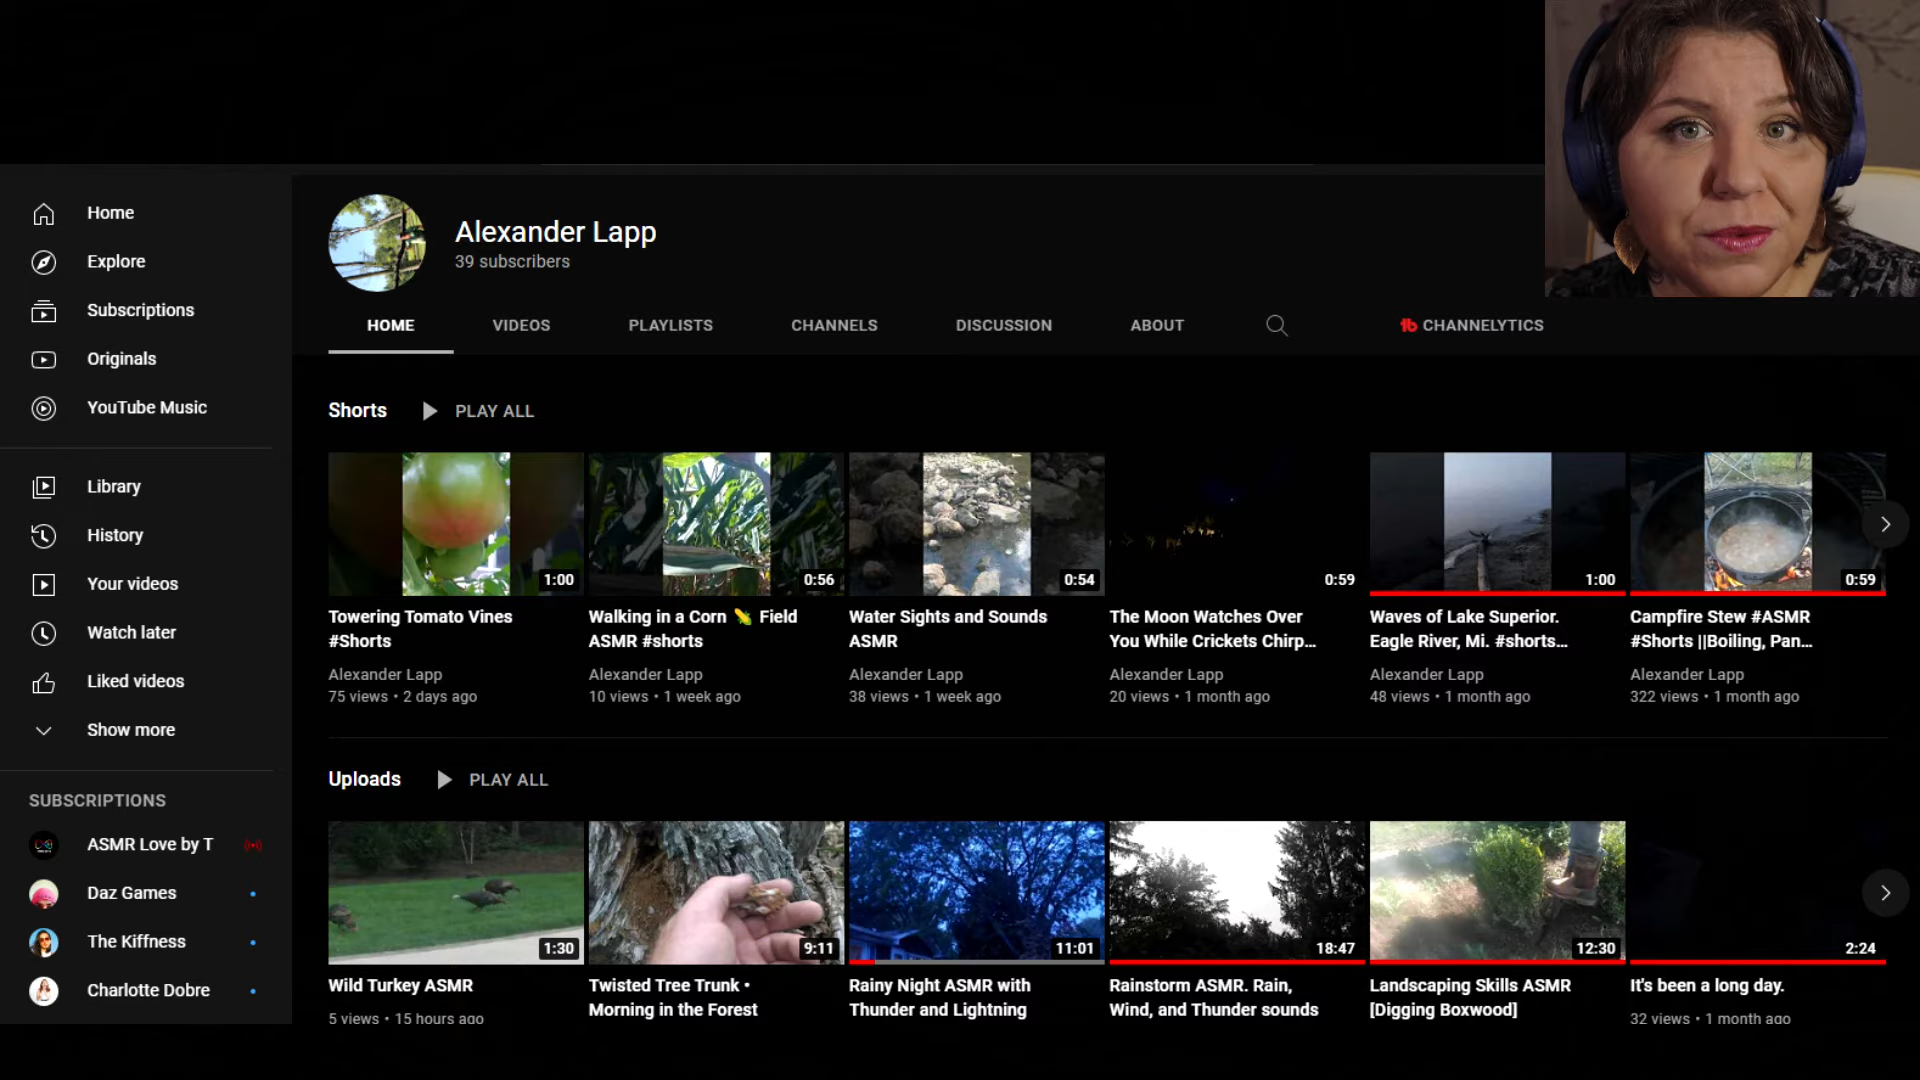 Home
Explore
Subscriptions
Originals
YouTube Music
Library
History
Your videos
Watch later
Liked videos
Show more
SUBSCRIPTIONS
ASMR Love by T
Daz Games
The Kiffness
Charlotte Dobre
Alexander Lapp
39 subscribers
HOME VIDEOS PLAYLISTS CHANNELS DISCUSSION ABOUT CHANNELYTICS
Shorts PLAY ALL
1:00
Towering Tomato Vines
#Shorts
Alexander Lapp
75 views • 2 days ago
0:56
Walking in a Corn 🌽 Field
ASMR #shorts
Alexander Lapp
10 views • 1 week ago
0:54
Water Sights and Sounds
ASMR
Alexander Lapp
38 views • 1 week ago
0:59
The Moon Watches Over
You While Crickets Chirp...
Alexander Lapp
20 views • 1 month ago
1:00
Waves of Lake Superior.
Eagle River, Mi. #shorts...
Alexander Lapp
48 views • 1 month ago
0:59
Campfire Stew #ASMR
#Shorts ||Boiling, Pan...
Alexander Lapp
322 views • 1 month ago
Uploads PLAY ALL
1:30
Wild Turkey ASMR
5 views • 15 hours ago
9:11
Twisted Tree Trunk •
Morning in the Forest
11:01
Rainy Night ASMR with
Thunder and Lightning
18:47
Rainstorm ASMR. Rain,
Wind, and Thunder sounds
12:30
Landscaping Skills ASMR
[Digging Boxwood]
2:24
It's been a long day.
32 views • 1 month ago